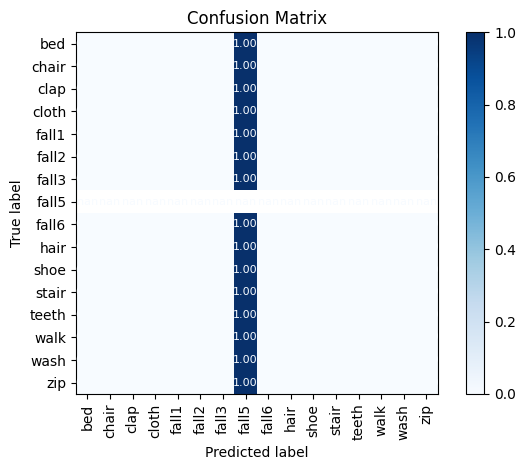 Confusion Matrix
True label
bed 1.00
chair 1.00
clap 1.00
cloth 1.00
fall1 1.00
fall2 1.00
fall3 1.00
fall5
fall6 1.00
hair 1.00
shoe 1.00
stair 1.00
teeth 1.00
walk 1.00
wash 1.00
zip 1.00
bed chair clap cloth fall1 fall2 fall3 fall5 fall6 hair shoe stair teeth walk wash zip
Predicted label
1.0
0.8
0.6
0.4
0.2
0.0